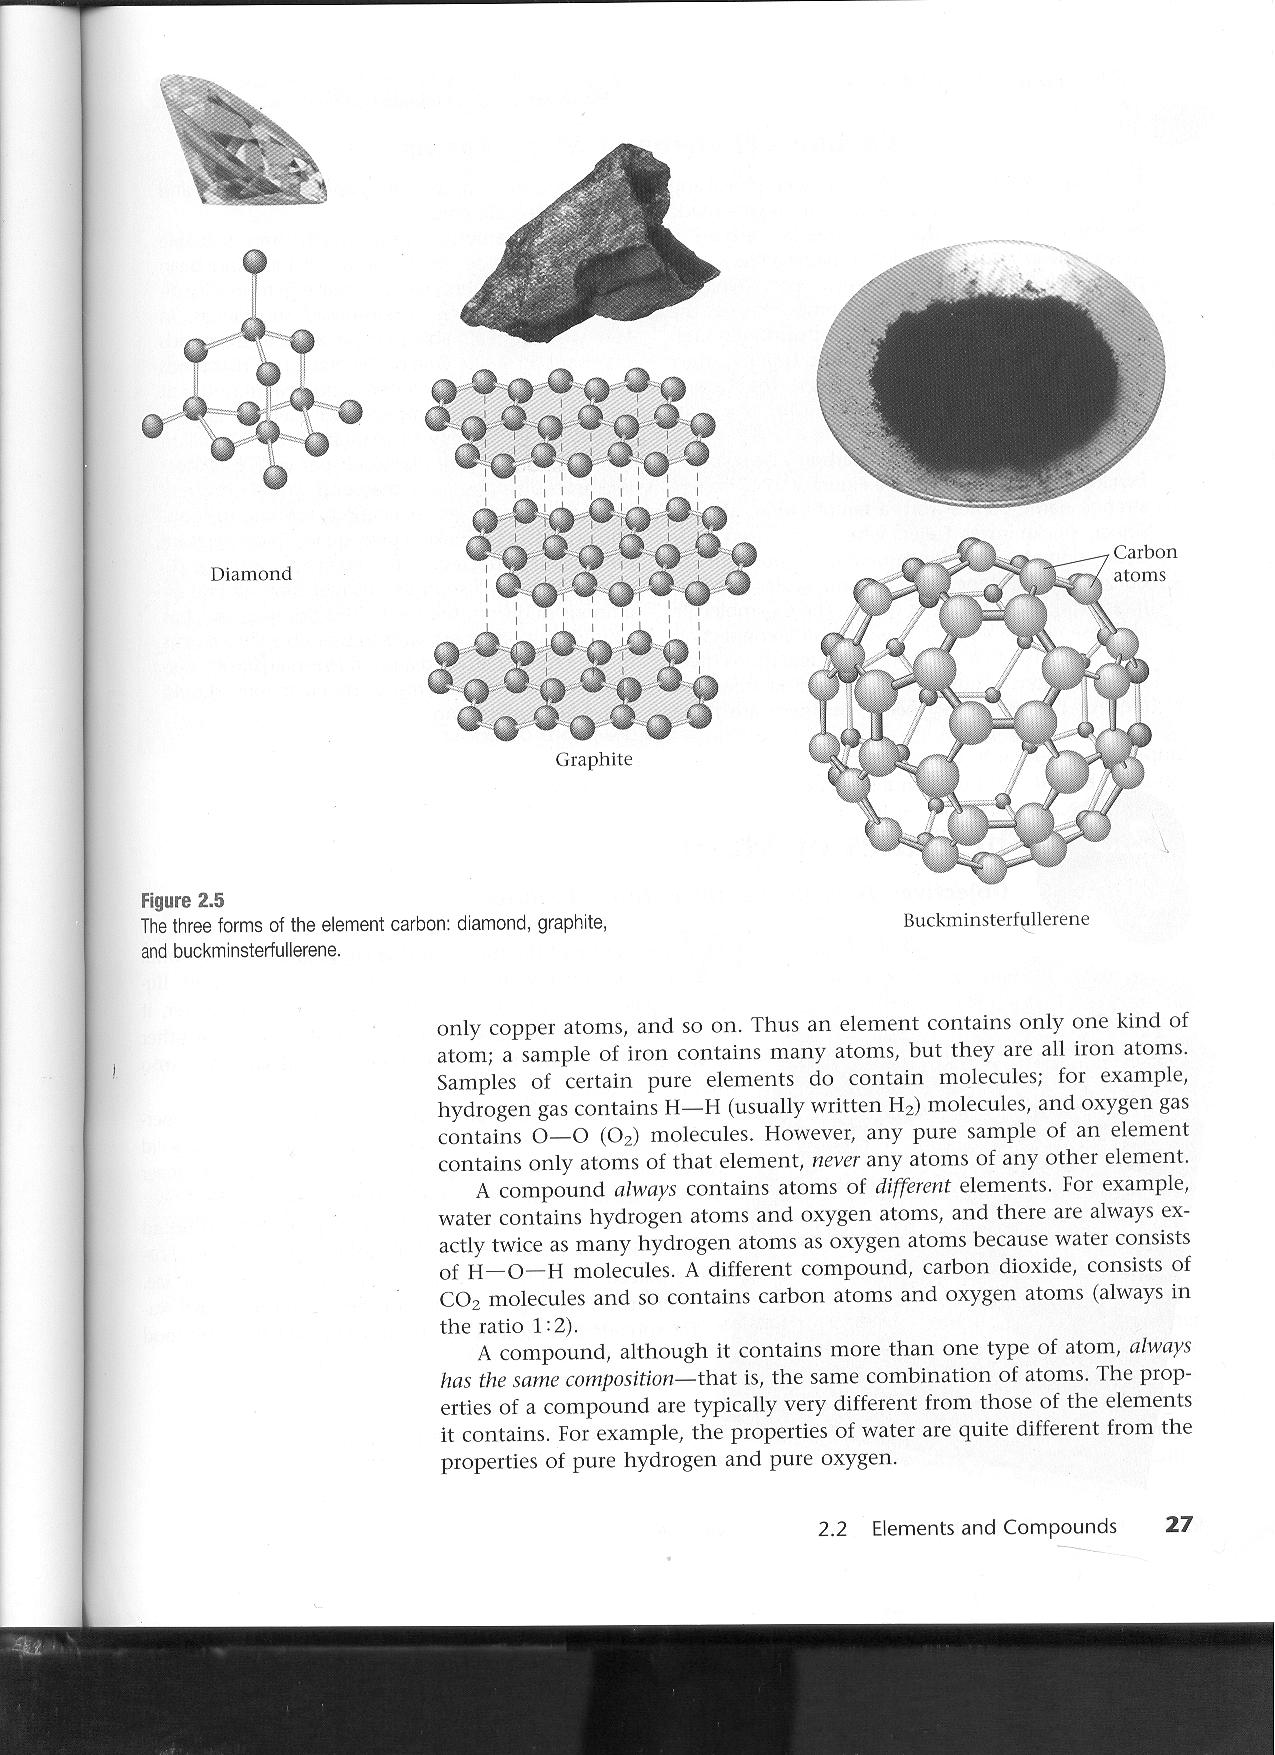 Carbon
atoms
Diamond
Graphite
Buckminsterfullerene
Figure 2.5
The three forms of the element carbon: diamond, graphite,
and buckminsterfullerene.
only copper atoms, and so on. Thus an element contains only one kind of
atom; a sample of iron contains many atoms, but they are all iron atoms.
Samples of certain pure elements do contain molecules; for example,
hydrogen gas contains H—H (usually written H₂) molecules, and oxygen gas
contains O—O (O₂) molecules. However, any pure sample of an element
contains only atoms of that element, never any atoms of any other element.
A compound always contains atoms of different elements. For example,
water contains hydrogen atoms and oxygen atoms, and there are always ex-
actly twice as many hydrogen atoms as oxygen atoms because water consists
of H—O—H molecules. A different compound, carbon dioxide, consists of
CO₂ molecules and so contains carbon atoms and oxygen atoms (always in
the ratio 1:2).
A compound, although it contains more than one type of atom, always
has the same composition—that is, the same combination of atoms. The prop-
erties of a compound are typically very different from those of the elements
it contains. For example, the properties of water are quite different from the
properties of pure hydrogen and pure oxygen.
2.2 Elements and Compounds 27